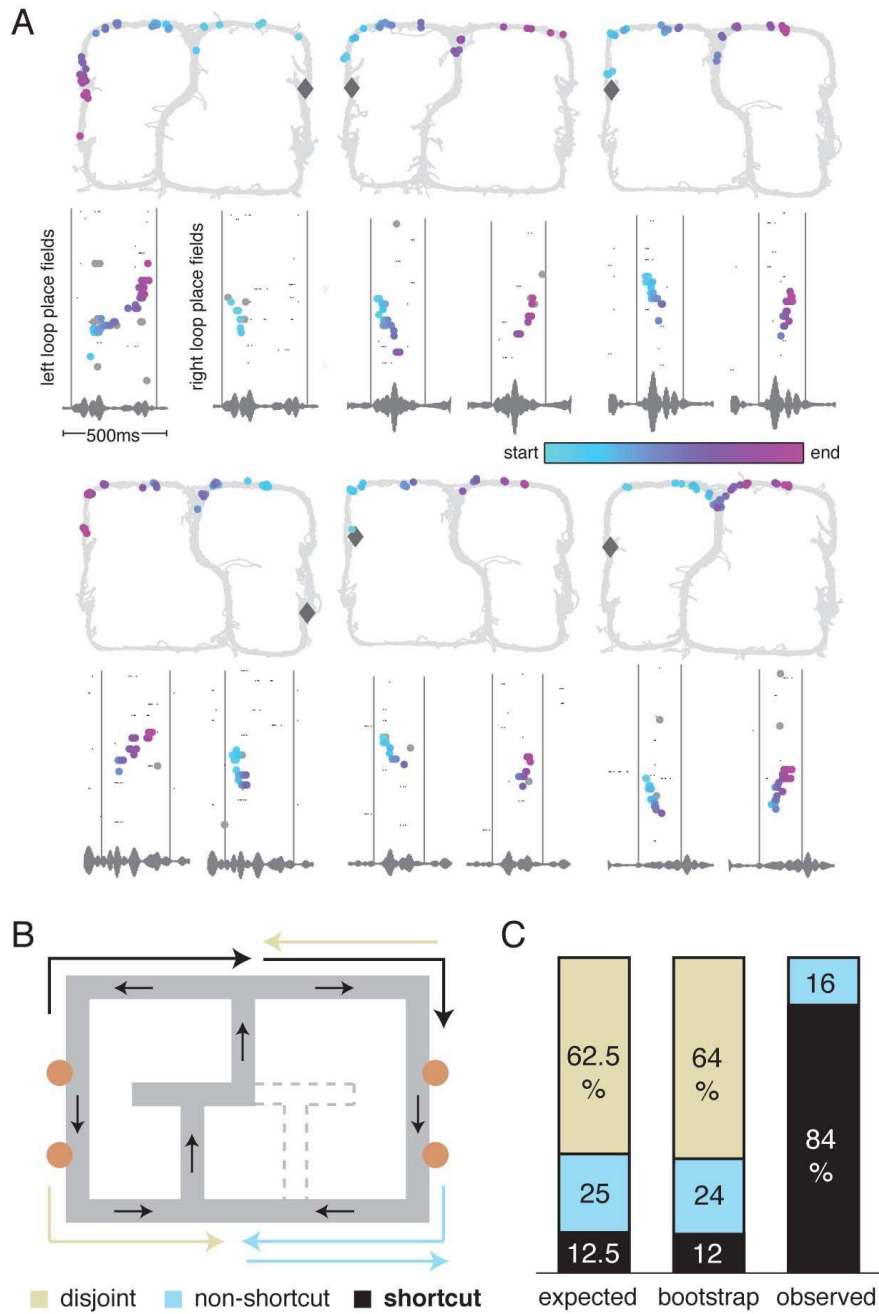 A
left loop place fields
right loop place fields
500ms
start
end
B
C
62.5
%
25
12.5
64
%
24
12
16
84
%
expected
bootstrap
observed
disjoint
non-shortcut
shortcut